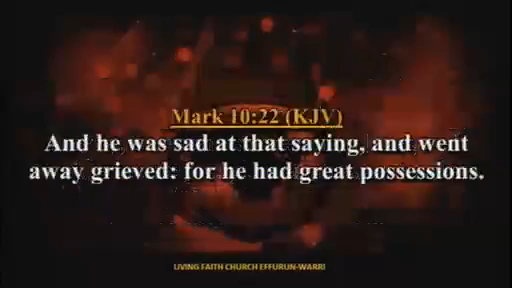 Mark 10:22 (KJV)
And he was sad at that saying, and went
away grieved: for he had great possessions.
LIVING FAITH CHURCH EFFURUN-WARRI